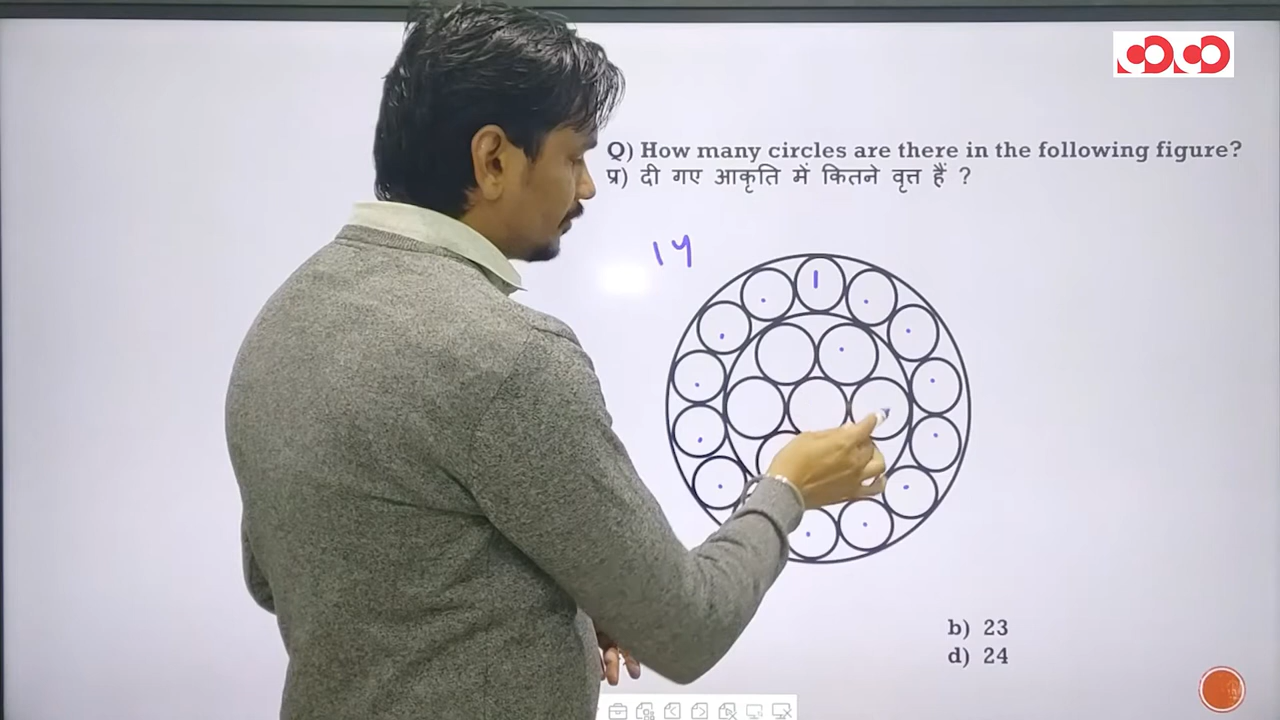 Q) How many circles are there in the following figure?
प्र) दी गए आकृति में कितने वृत्त हैं ?
14
1
b) 23
d) 24